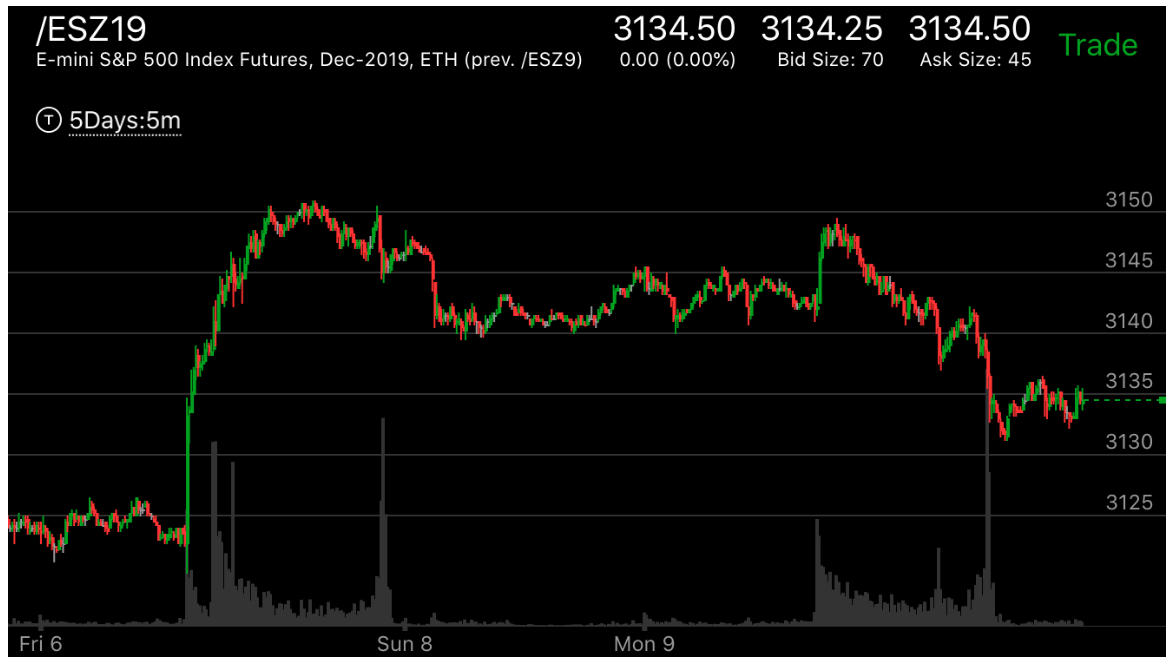 /ESZ19 3134.50 3134.25 3134.50 Trade
E-mini S&P 500 Index Futures, Dec-2019, ETH (prev. /ESZ9) 0.00 (0.00%) Bid Size: 70 Ask Size: 45
T 5Days:5m
3150
3145
3140
3135
3130
3125
Fri 6 Sun 8 Mon 9